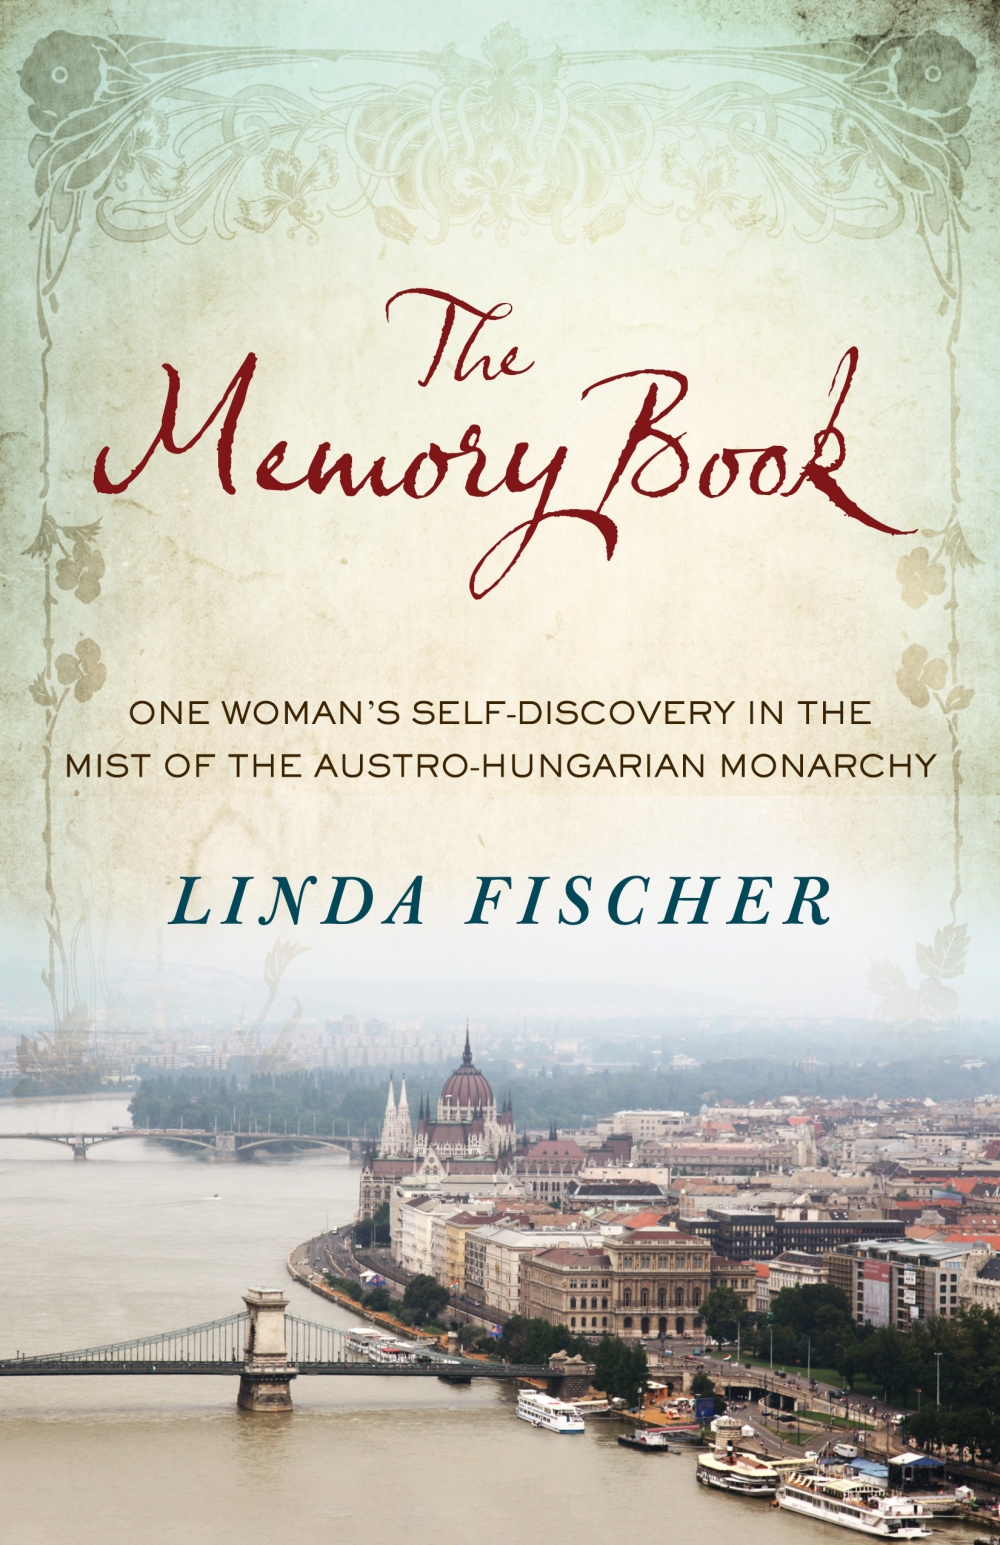 The
Memory Book
ONE WOMAN'S SELF-DISCOVERY IN THE
MIST OF THE AUSTRO-HUNGARIAN MONARCHY
LINDA FISCHER